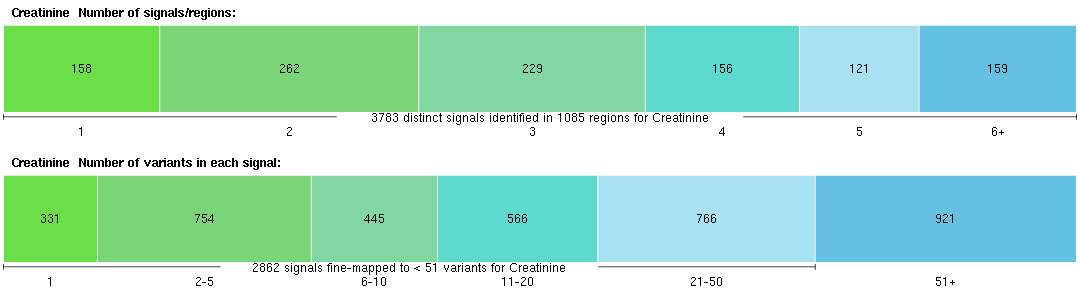 Creatinine  Number of signals/regions:
158 262 229 156 121 159
3783 distinct signals identified in 1085 regions for Creatinine
1 2 3 4 5 6+
Creatinine  Number of variants in each signal:
331 754 445 566 766 921
2862 signals fine-mapped to < 51 variants for Creatinine
1 2-5 6-10 11-20 21-50 51+